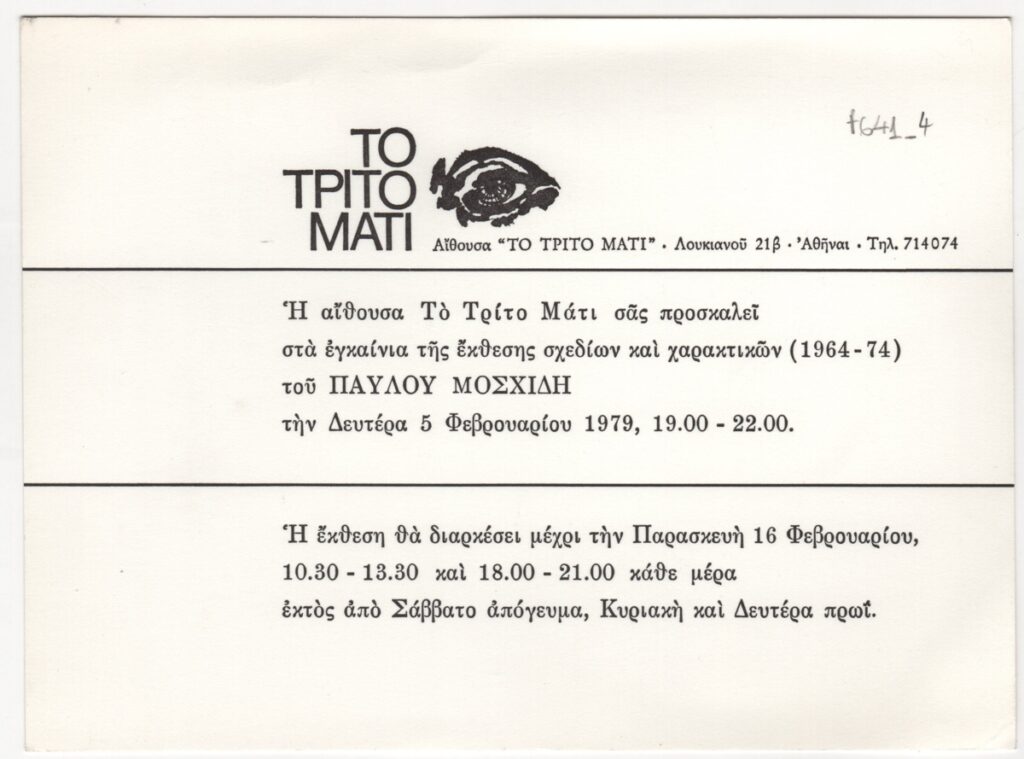 f641_4
ΤΟ
ΤΡΙΤΟ
ΜΑΤΙ
Αἴθουσα “ΤΟ ΤΡΙΤΟ ΜΑΤΙ” · Λουκιανοῦ 21β · Ἀθῆναι · Τηλ. 714074
Ἡ αἴθουσα Τὸ Τρίτο Μάτι σᾶς προσκαλεῖ
στὰ ἐγκαίνια τῆς ἔκθεσης σχεδίων καὶ χαρακτικῶν (1964-74)
τοῦ ΠΑΥΛΟΥ ΜΟΣΧΙΔΗ
τὴν Δευτέρα 5 Φεβρουαρίου 1979, 19.00 - 22.00.
Ἡ ἔκθεση θὰ διαρκέσει μέχρι τὴν Παρασκευὴ 16 Φεβρουαρίου,
10.30 - 13.30 καὶ 18.00 - 21.00 κάθε μέρα
ἐκτὸς ἀπὸ Σάββατο ἀπόγευμα, Κυριακὴ καὶ Δευτέρα πρωΐ.